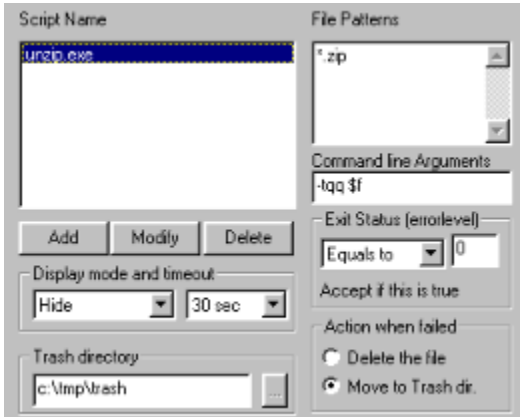 Script Name
unzip.exe
Add
Modify
Delete
Display mode and timeout
Hide
30 sec
Trash directory
c:\tmp\trash
...
File Patterns
*.zip
Command line Arguments
-tqq $f
Exit Status (errorlevel)
Equals to
0
Accept if this is true
Action when failed
Delete the file
Move to Trash dir.